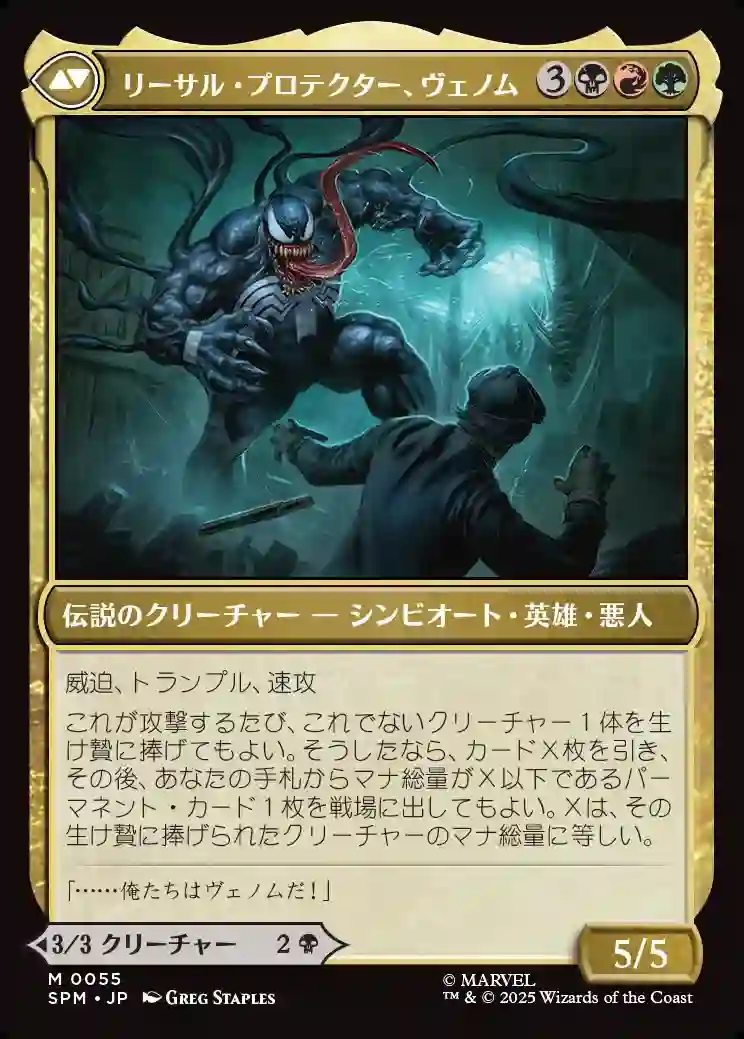 リーサル・プロテクター、ヴェノム 3
伝説のクリーチャー ― シンビオート・英雄・悪人
威迫、トランプル、速攻
これが攻撃するたび、これでないクリーチャー１体を生
け贄に捧げてもよい。そうしたなら、カードＸ枚を引き、
その後、あなたの手札からマナ総量がＸ以下であるパー
マネント・カード１枚を戦場に出してもよい。Ｘは、その
生け贄に捧げられたクリーチャーのマナ総量に等しい。
「……俺たちはヴェノムだ！」
3/3 クリーチャー 2
5/5
M 0055
SPM • JP GREG STAPLES
© MARVEL
™ & © 2025 Wizards of the Coast